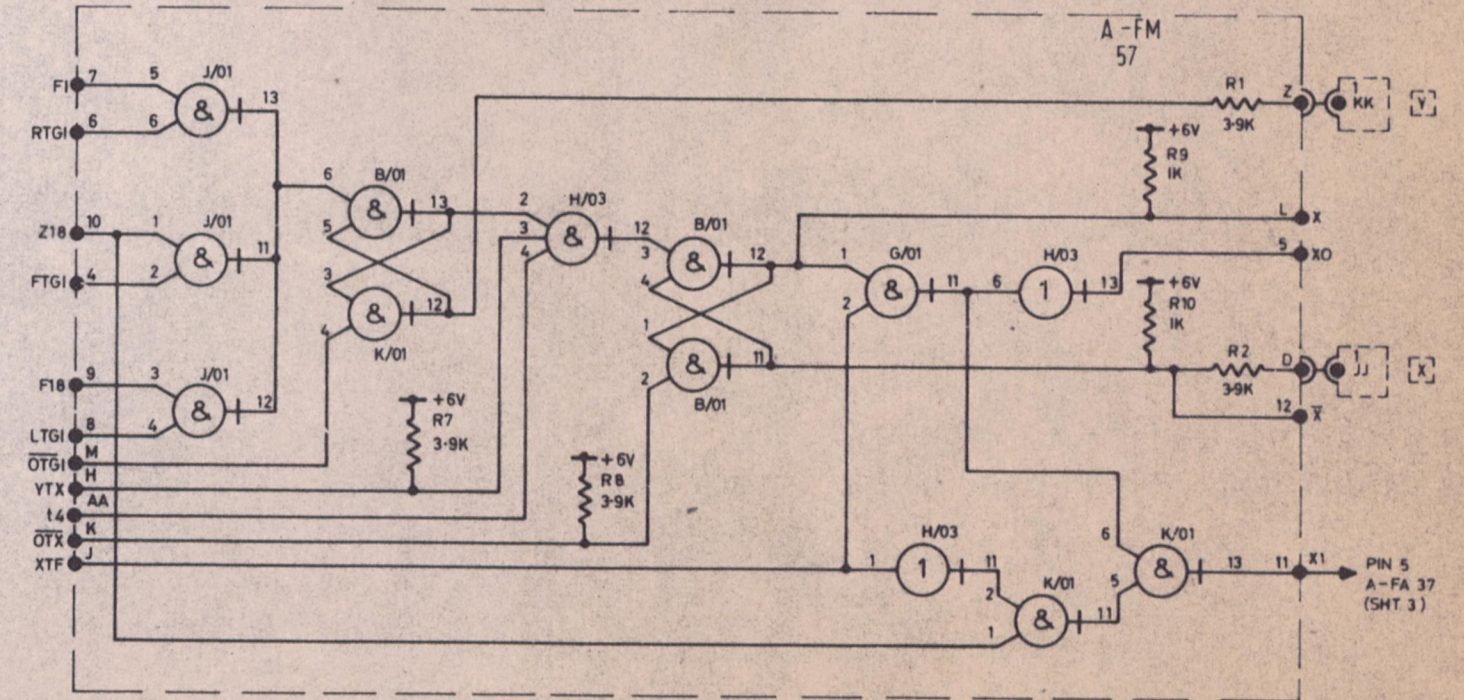 A-FM
57
FI 7 5 J/01 & 13
RTGI 6 6
R1 3·9K Z 1 KK Y
+6V R9 1K
B/01 6 & 13 5
H/03 2 3 4 & 12
B/01 3 & 12 4
L X
Z18 10 1 J/01 & 11
FTGI 4 2
G/01 1 & 11 2
H/03 6 1 13
5 XO
+6V R10 1K
3 & 12 4 K/01
1 & 11 2 B/01
R2 3·9K D 1 JJ X
12 X̅
F18 9 3 J/01 & 12
LTGI 8 4
O̅T̅G̅I̅ M
YTX H
t4 AA
O̅T̅X̅ K
XTF J
+6V
R7
3·9K
+6V
R8
3·9K
H/03 1 1 11
K/01 2 & 11 1
K/01 6 & 13 5
11 X1
PIN 5
A-FA 37
(SHT. 3)